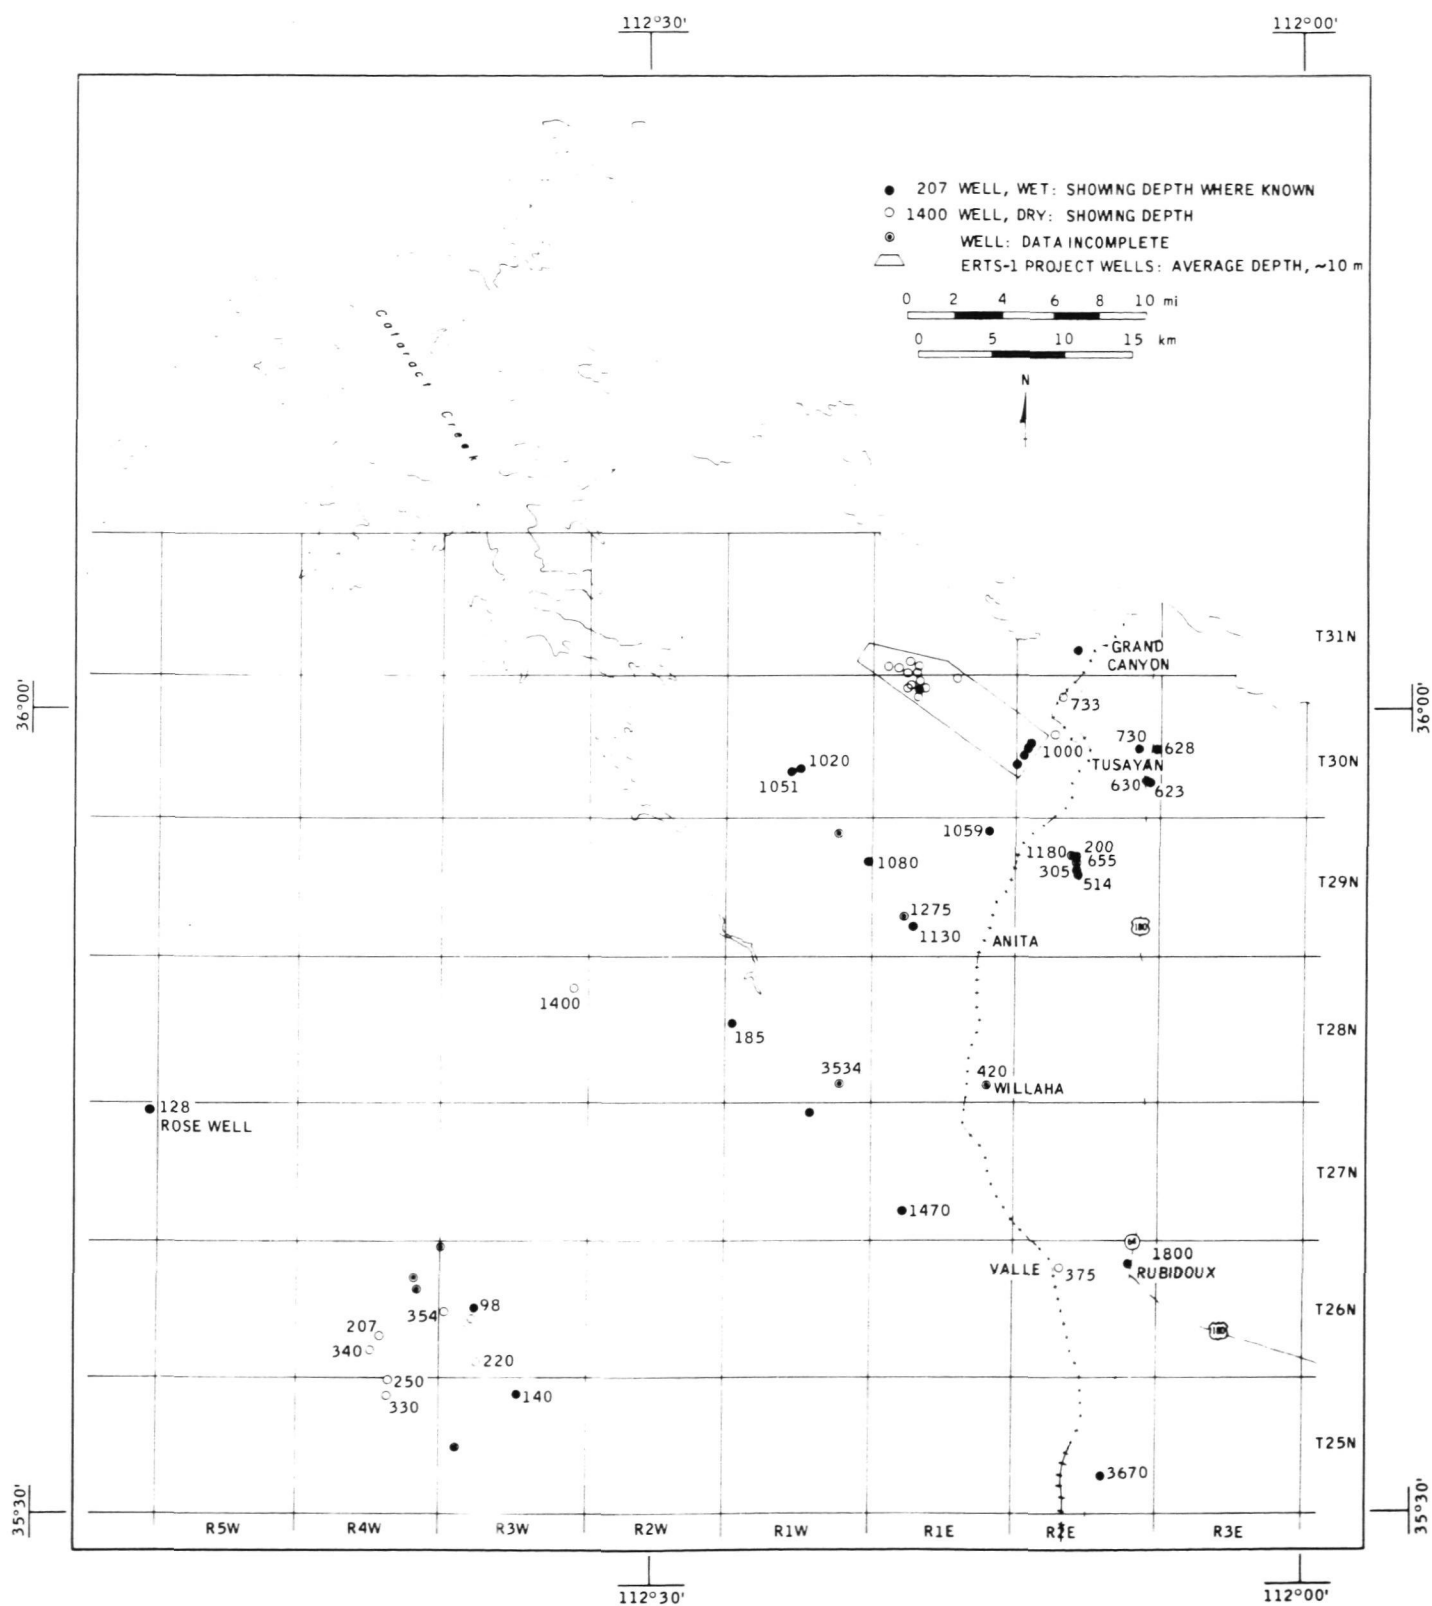 112°30'
112°00'
207 WELL, WET: SHOWING DEPTH WHERE KNOWN
1400 WELL, DRY: SHOWING DEPTH
WELL: DATA INCOMPLETE
ERTS-1 PROJECT WELLS: AVERAGE DEPTH, ~10 m
0 2 4 6 8 10 mi
0 5 10 15 km
N
Cataract Creek
T31N
GRAND
CANYON
36°00'
36°00'
733
730
628
1000
TUSAYAN
T30N
1020
1051
630
623
1059
1180
200
655
1080
305
514
T29N
1275
1130
180
ANITA
1400
185
T28N
3534
420
WILLAHA
128
ROSE WELL
T27N
1470
64
1800
VALLE
375
RUBIDOUX
98
354
T26N
207
180
340
220
250
140
330
T25N
3670
35°30'
35°30'
R5W R4W R3W R2W R1W R1E R2E R3E
112°30'
112°00'